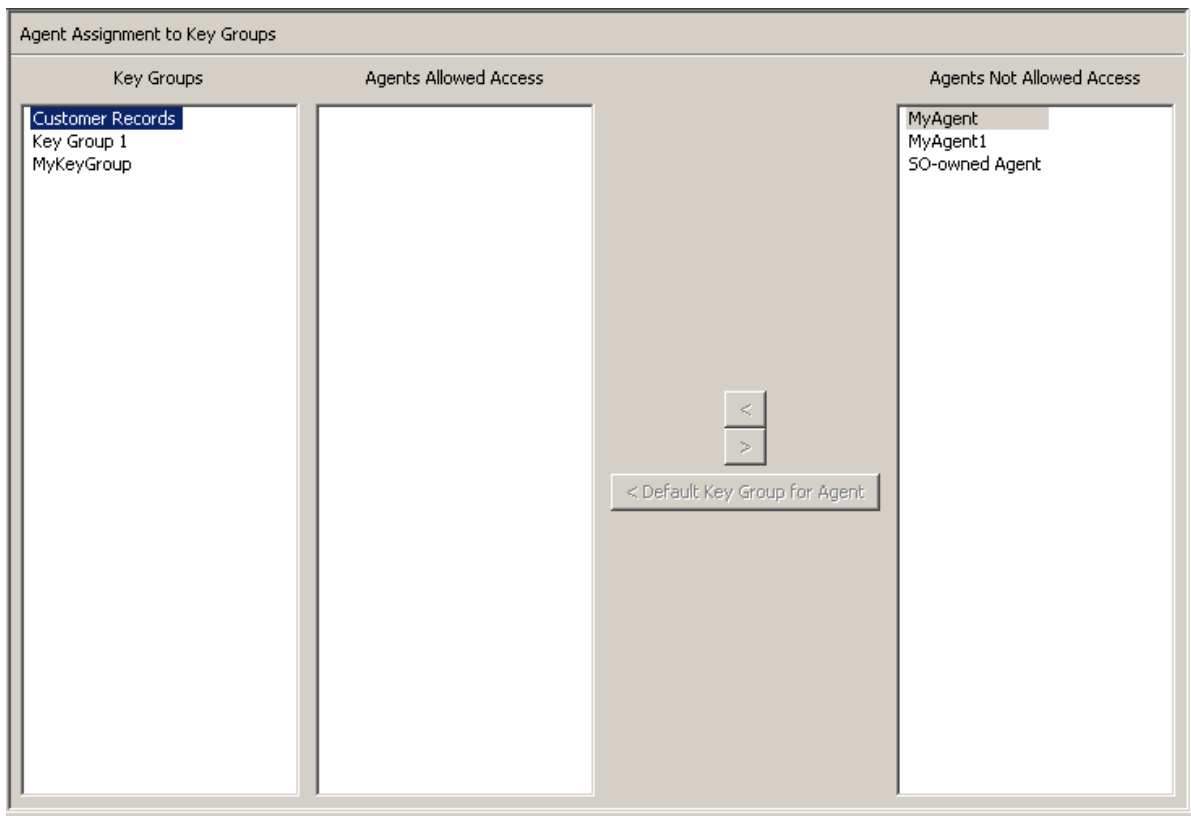 Agent Assignment to Key Groups
Key Groups
Agents Allowed Access
Agents Not Allowed Access
Customer Records
Key Group 1
MyKeyGroup
MyAgent
MyAgent1
SO-owned Agent
<
>
< Default Key Group for Agent